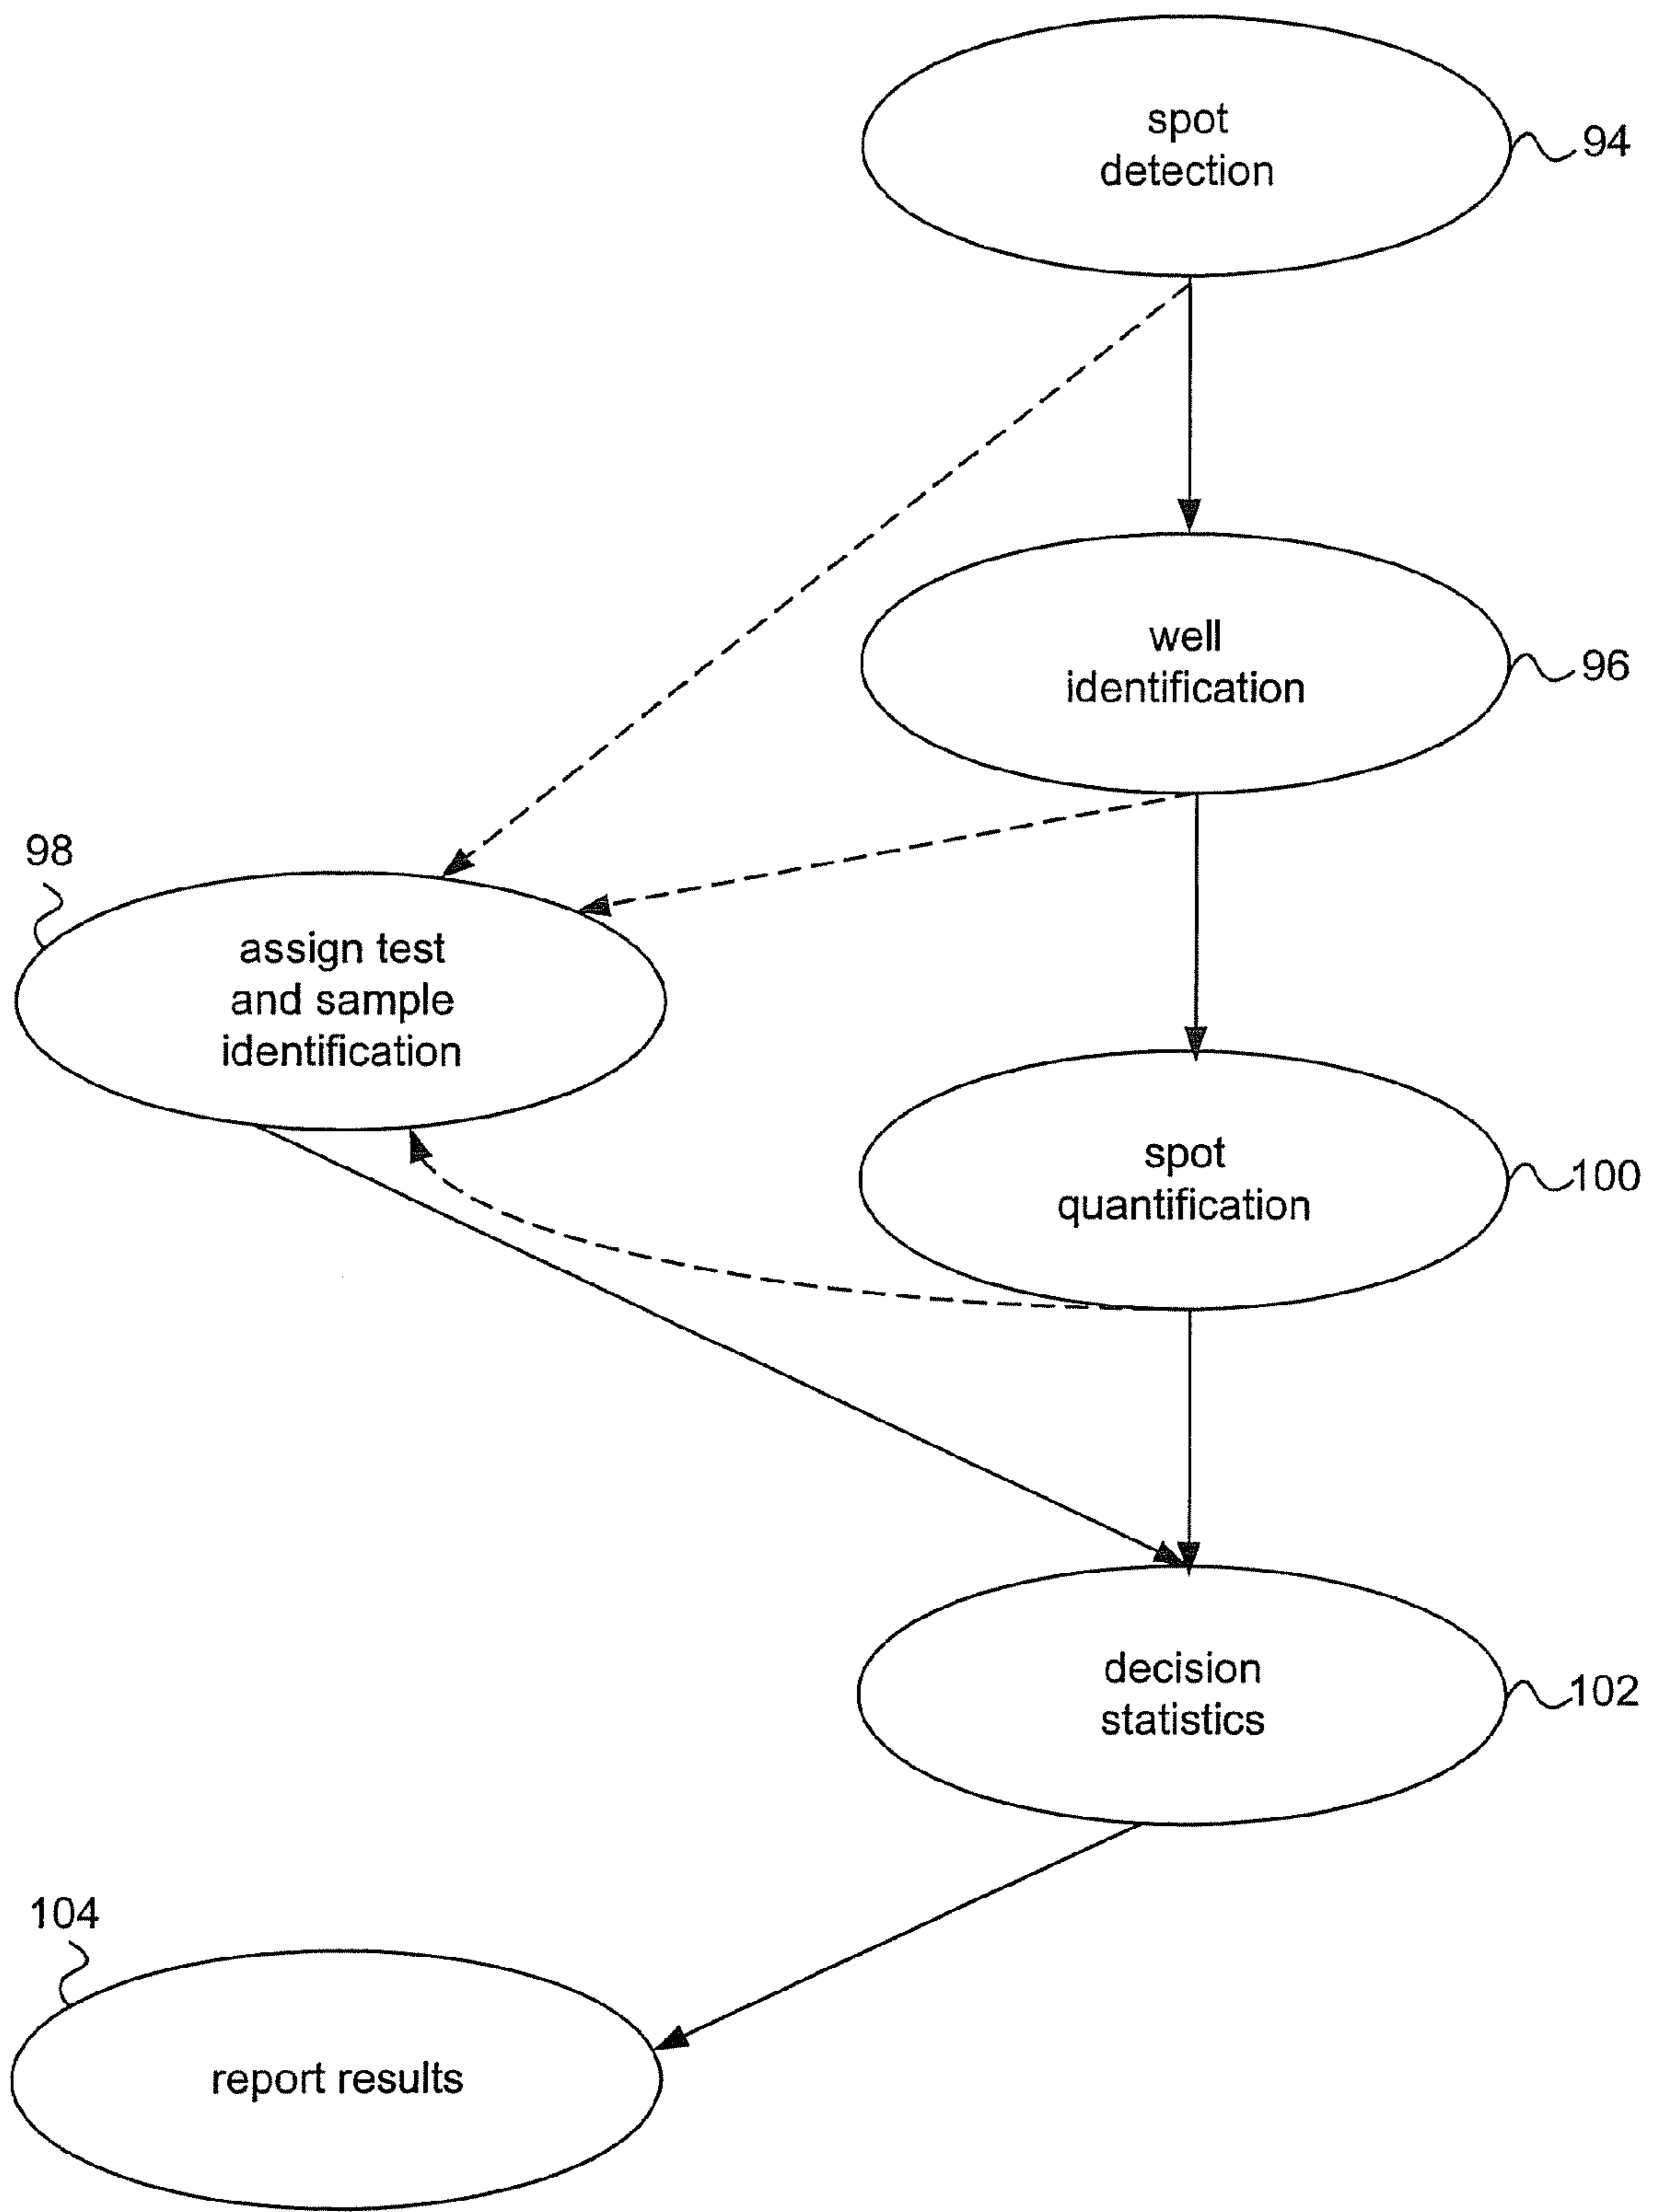 spot
detection
94
well
identification
96
98
assign test
and sample
identification
spot
quantification
100
decision
statistics
102
104
report results